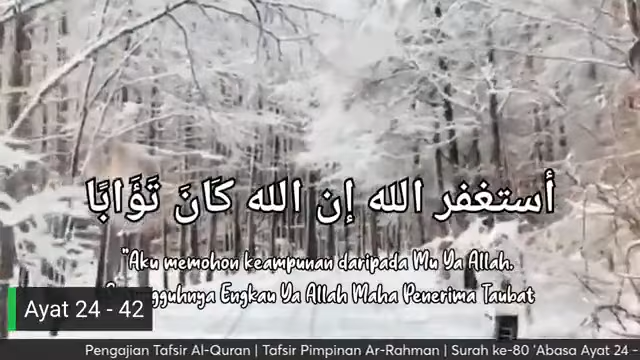 أستغفر الله إن الله كَانَ تَوَّابًا
"Aku memohon keampunan daripada Mu Ya Allah.
Engkau Ya Allah Maha Penerima Taubat
Ayat 24 - 42
Pengajian Tafsir Al-Quran | Tafsir Pimpinan Ar-Rahman | Surah ke-80 'Abasa Ayat 24 -